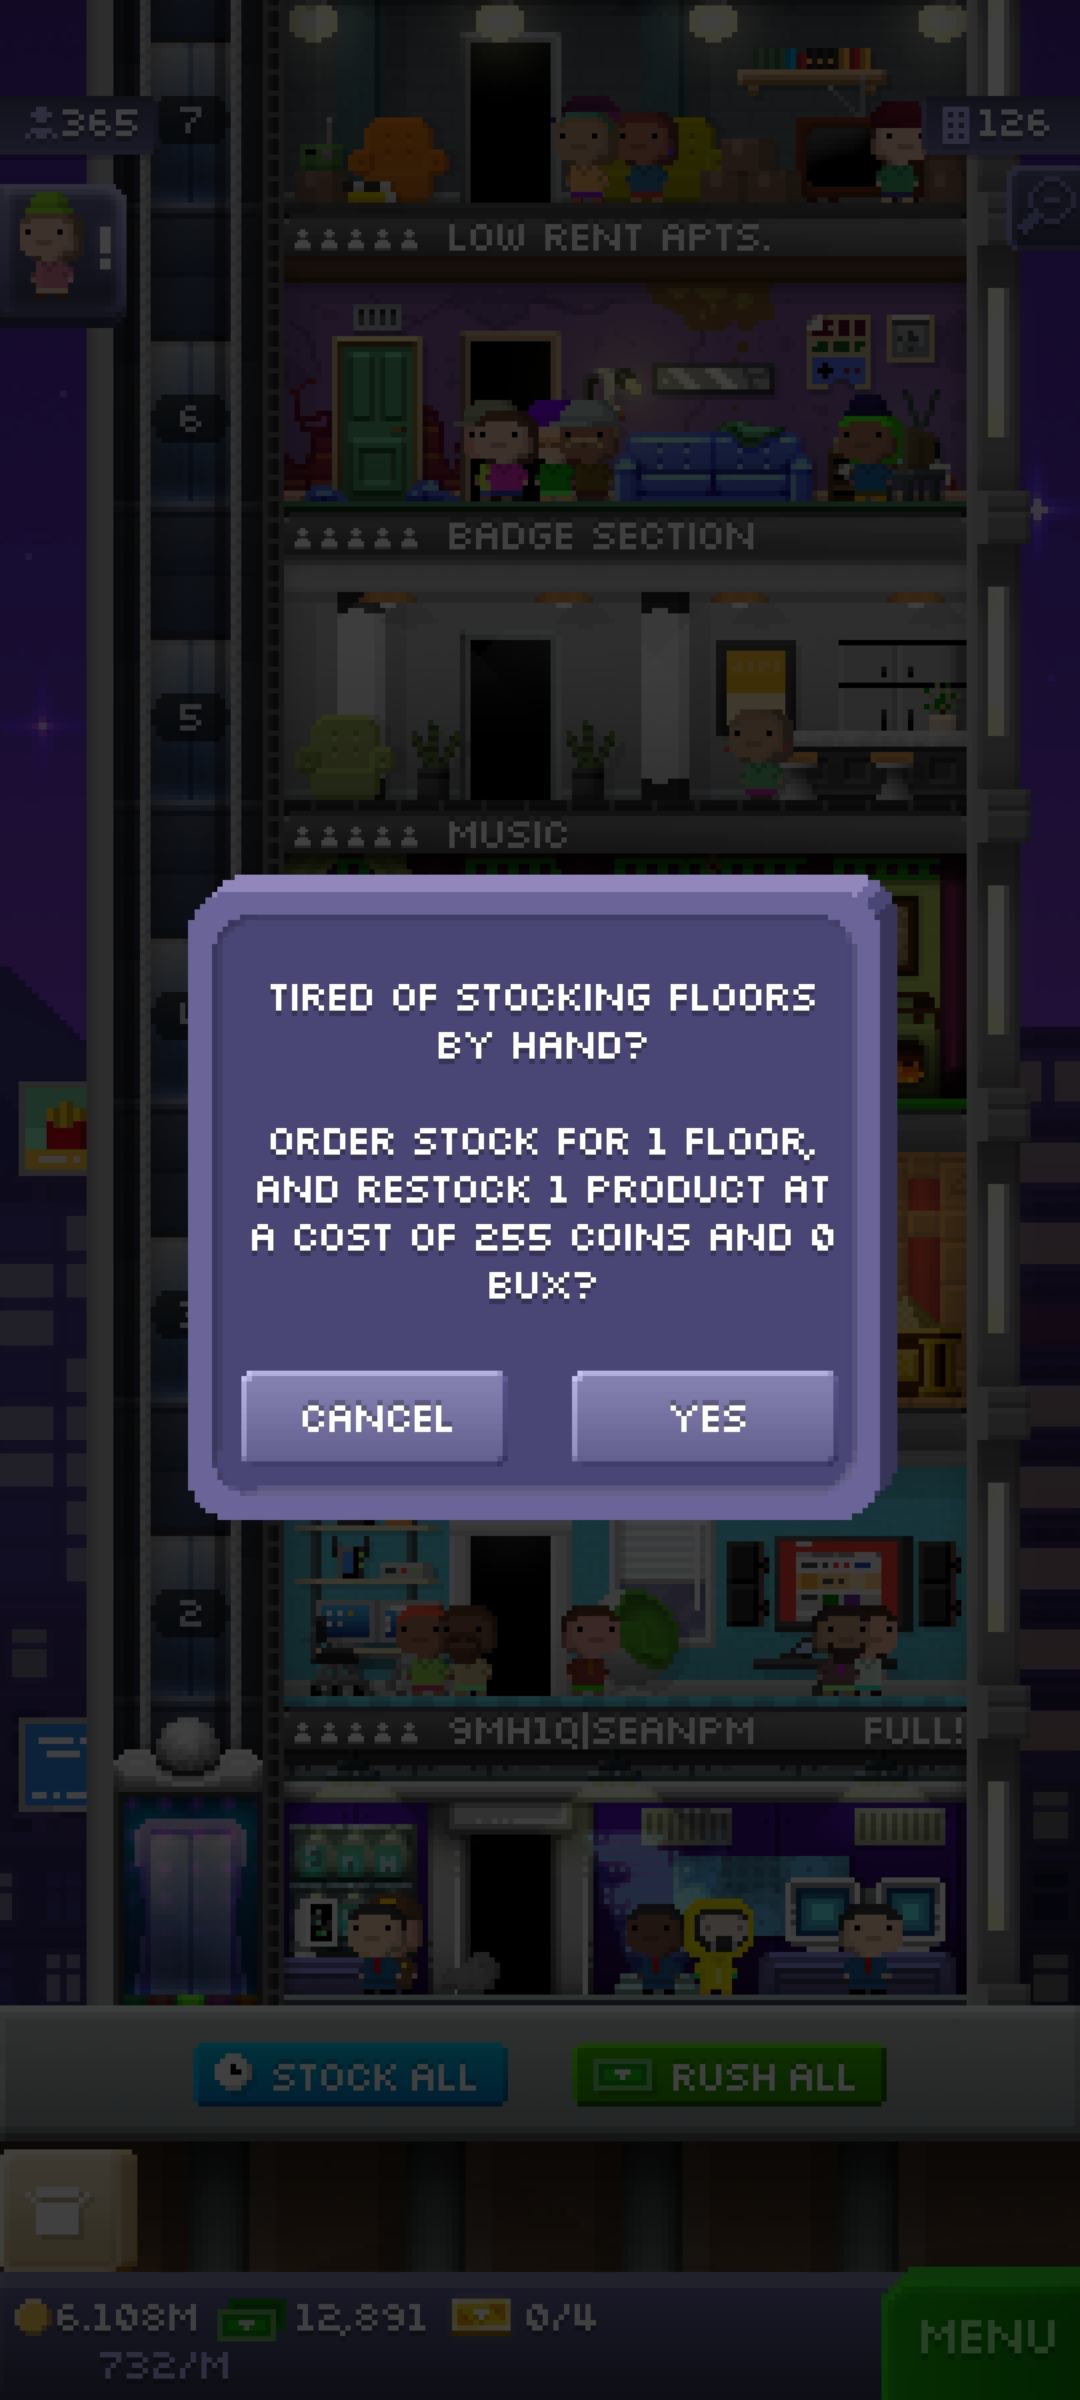 365
7
126
!
LOW RENT APTS.
6
BADGE SECTION
5
MUSIC
TIRED OF STOCKING FLOORS
BY HAND?
ORDER STOCK FOR 1 FLOOR,
AND RESTOCK 1 PRODUCT AT
A COST OF 255 COINS AND 0
BUX?
CANCEL
YES
2
9MH1Q|SEANPM
FULL!
STOCK ALL
RUSH ALL
6.108M
12,891
0/4
732/M
MENU